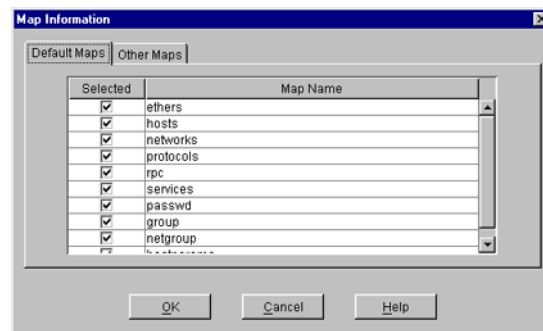 Map Information
Default Maps Other Maps
Selected Map Name
ethers
hosts
networks
protocols
rpc
services
passwd
group
netgroup
OK Cancel Help